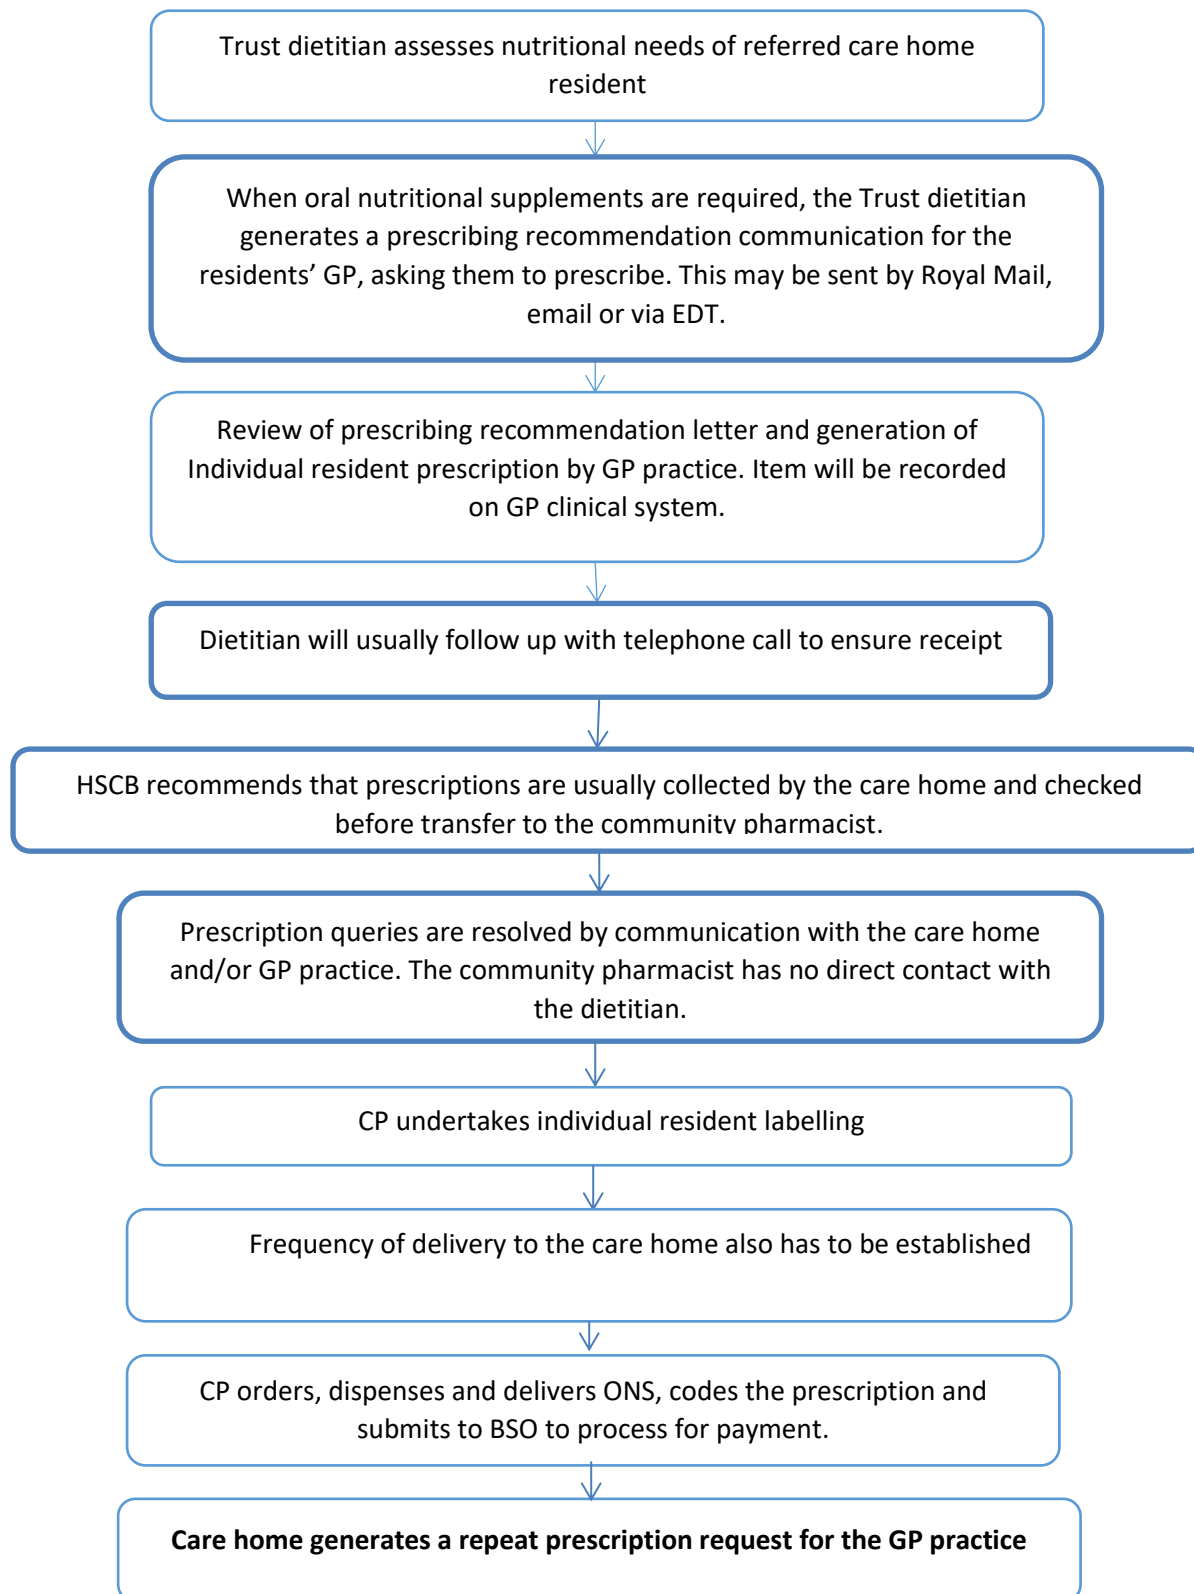 Trust dietitian assesses nutritional needs of referred care home
resident
When oral nutritional supplements are required, the Trust dietitian
generates a prescribing recommendation communication for the
residents’ GP, asking them to prescribe. This may be sent by Royal Mail,
email or via EDT.
Review of prescribing recommendation letter and generation of
Individual resident prescription by GP practice. Item will be recorded
on GP clinical system.
Dietitian will usually follow up with telephone call to ensure receipt
HSCB recommends that prescriptions are usually collected by the care home and checked
before transfer to the community pharmacist.
Prescription queries are resolved by communication with the care home
and/or GP practice. The community pharmacist has no direct contact with
the dietitian.
CP undertakes individual resident labelling
Frequency of delivery to the care home also has to be established
CP orders, dispenses and delivers ONS, codes the prescription and
submits to BSO to process for payment.
Care home generates a repeat prescription request for the GP practice